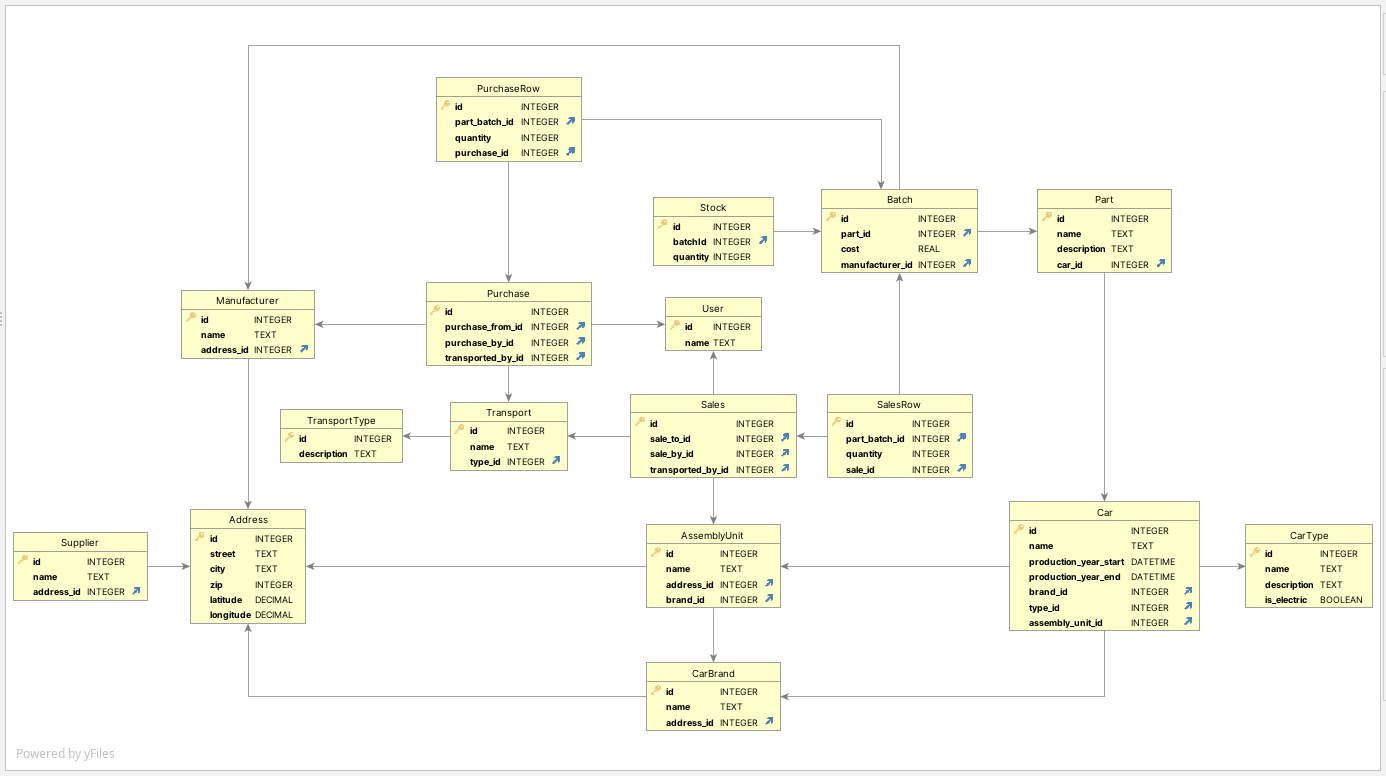 PurchaseRow
id INTEGER
part_batch_id INTEGER
quantity INTEGER
purchase_id INTEGER
Stock
id INTEGER
batchId INTEGER
quantity INTEGER
Batch
id INTEGER
part_id INTEGER
cost REAL
manufacturer_id INTEGER
Part
id INTEGER
name TEXT
description TEXT
car_id INTEGER
Manufacturer
id INTEGER
name TEXT
address_id INTEGER
Purchase
id INTEGER
purchase_from_id INTEGER
purchase_by_id INTEGER
transported_by_id INTEGER
User
id INTEGER
name TEXT
TransportType
id INTEGER
description TEXT
Transport
id INTEGER
name TEXT
type_id INTEGER
Sales
id INTEGER
sale_to_id INTEGER
sale_by_id INTEGER
transported_by_id INTEGER
SalesRow
id INTEGER
part_batch_id INTEGER
quantity INTEGER
sale_id INTEGER
Supplier
id INTEGER
name TEXT
address_id INTEGER
Address
id INTEGER
street TEXT
city TEXT
zip INTEGER
latitude DECIMAL
longitude DECIMAL
AssemblyUnit
id INTEGER
name TEXT
address_id INTEGER
brand_id INTEGER
Car
id INTEGER
name TEXT
production_year_start DATETIME
production_year_end DATETIME
brand_id INTEGER
type_id INTEGER
assembly_unit_id INTEGER
CarType
id INTEGER
name TEXT
description TEXT
is_electric BOOLEAN
CarBrand
id INTEGER
name TEXT
address_id INTEGER
Powered by yFiles